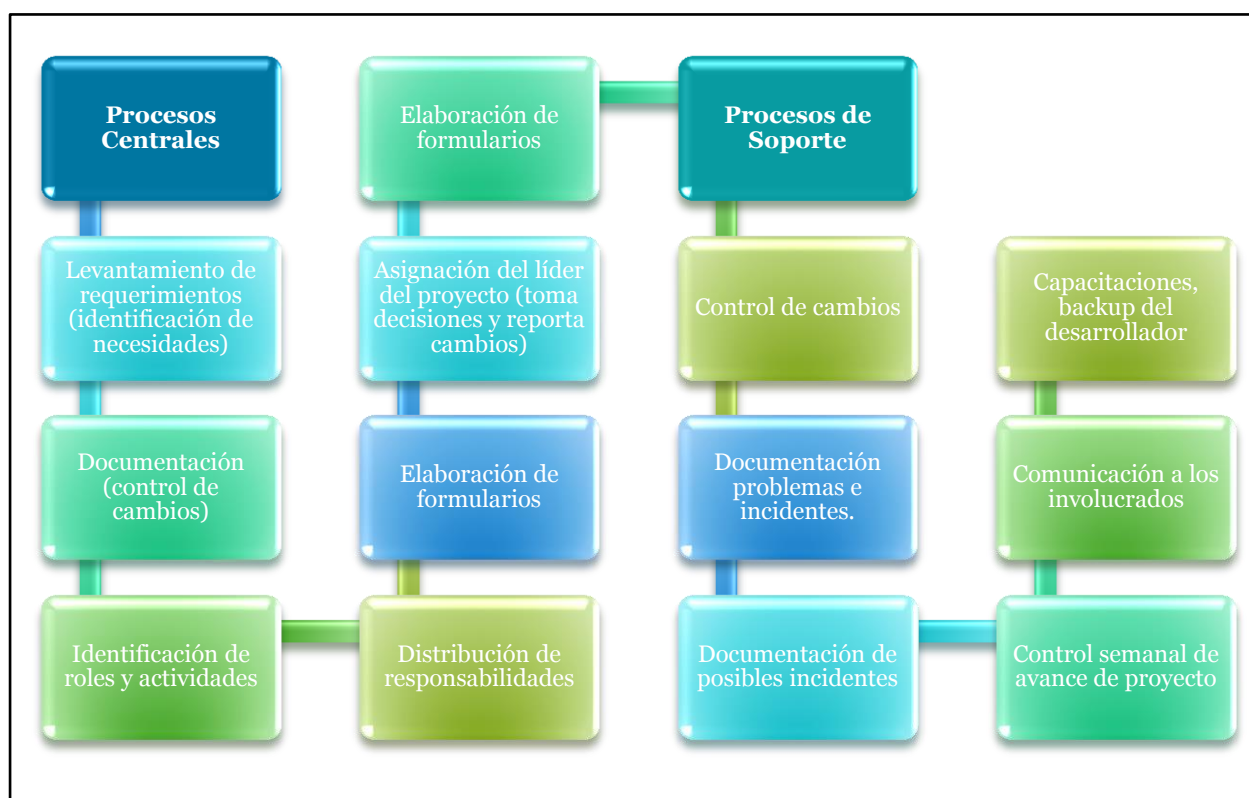 Procesos
Centrales
Levantamiento de
requerimientos
(identificación de
necesidades)
Documentación
(control de
cambios)
Identificación de
roles y actividades
Distribución de
responsabilidades
Elaboración de
formularios
Asignación del líder
del proyecto (toma
decisiones y reporta
cambios)
Elaboración de
formularios
Procesos de
Soporte
Control de cambios
Documentación
problemas e
incidentes.
Documentación de
posibles incidentes
Control semanal de
avance de proyecto
Comunicación a los
involucrados
Capacitaciones,
backup del
desarrollador